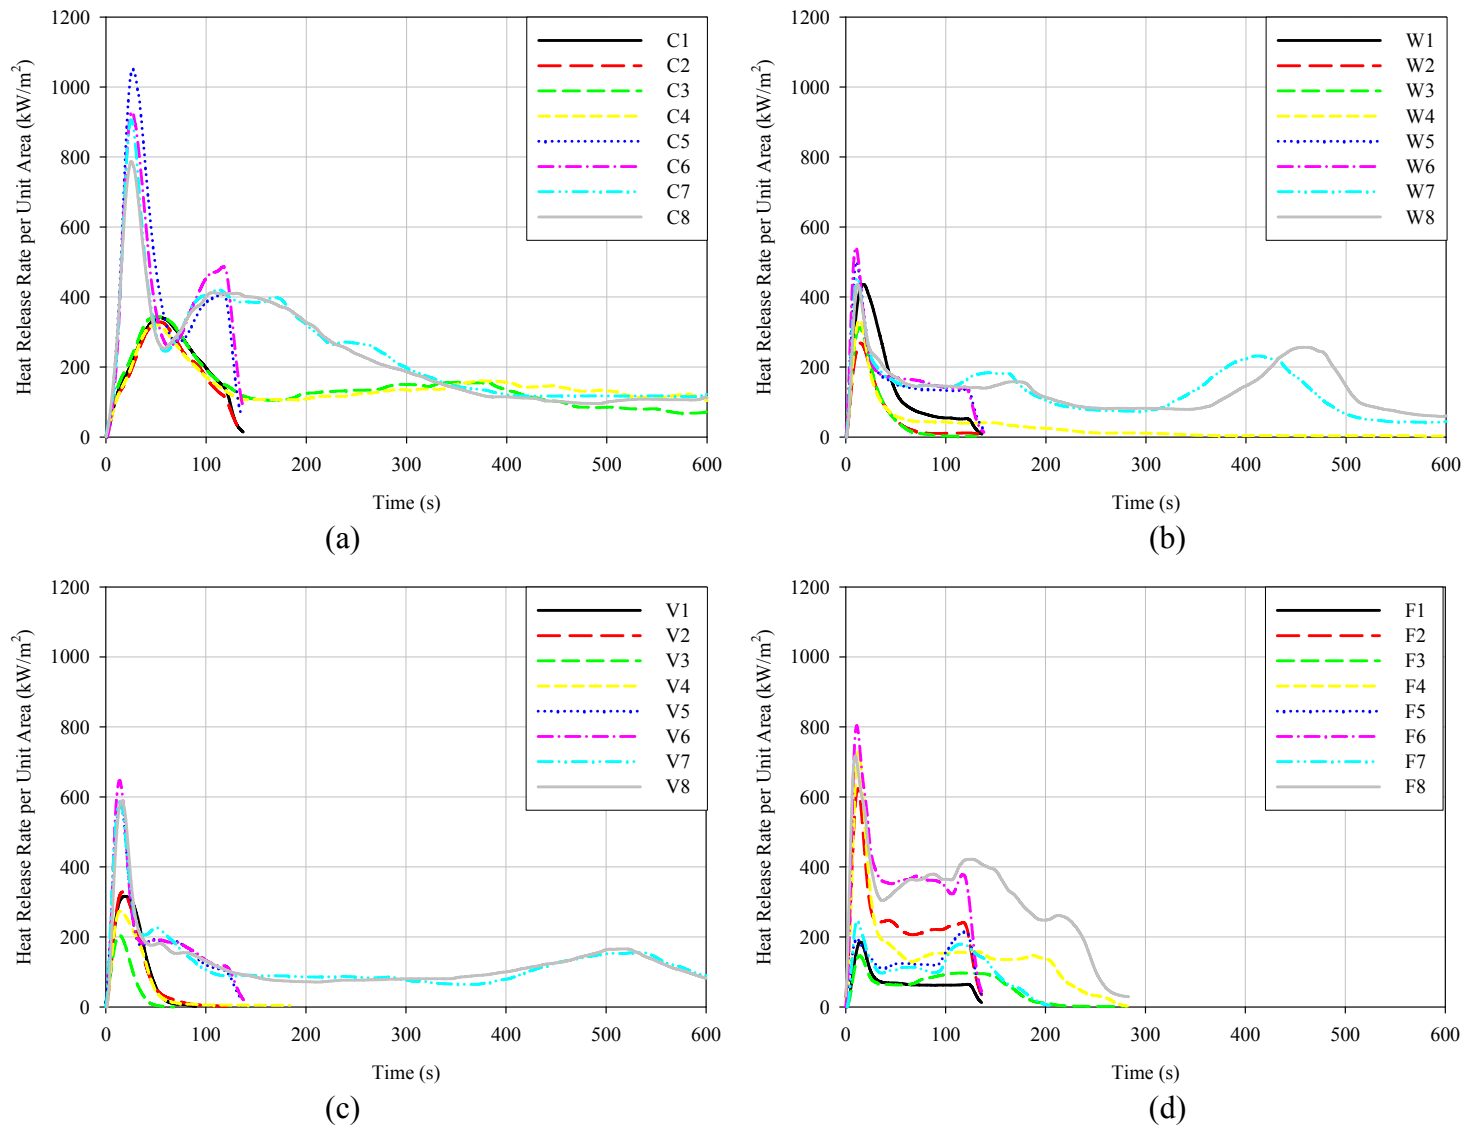 1200
1000
800
600
400
200
0
Heat Release Rate per Unit Area (kW/m²)
C1
C2
C3
C4
C5
C6
C7
C8
0 100 200 300 400 500 600
Time (s)
(a)
1200
1000
800
600
400
200
0
Heat Release Rate per Unit Area (kW/m²)
W1
W2
W3
W4
W5
W6
W7
W8
0 100 200 300 400 500 600
Time (s)
(b)
1200
1000
800
600
400
200
0
Heat Release Rate per Unit Area (kW/m²)
V1
V2
V3
V4
V5
V6
V7
V8
0 100 200 300 400 500 600
Time (s)
(c)
1200
1000
800
600
400
200
0
Heat Release Rate per Unit Area (kW/m²)
F1
F2
F3
F4
F5
F6
F7
F8
0 100 200 300 400 500 600
Time (s)
(d)